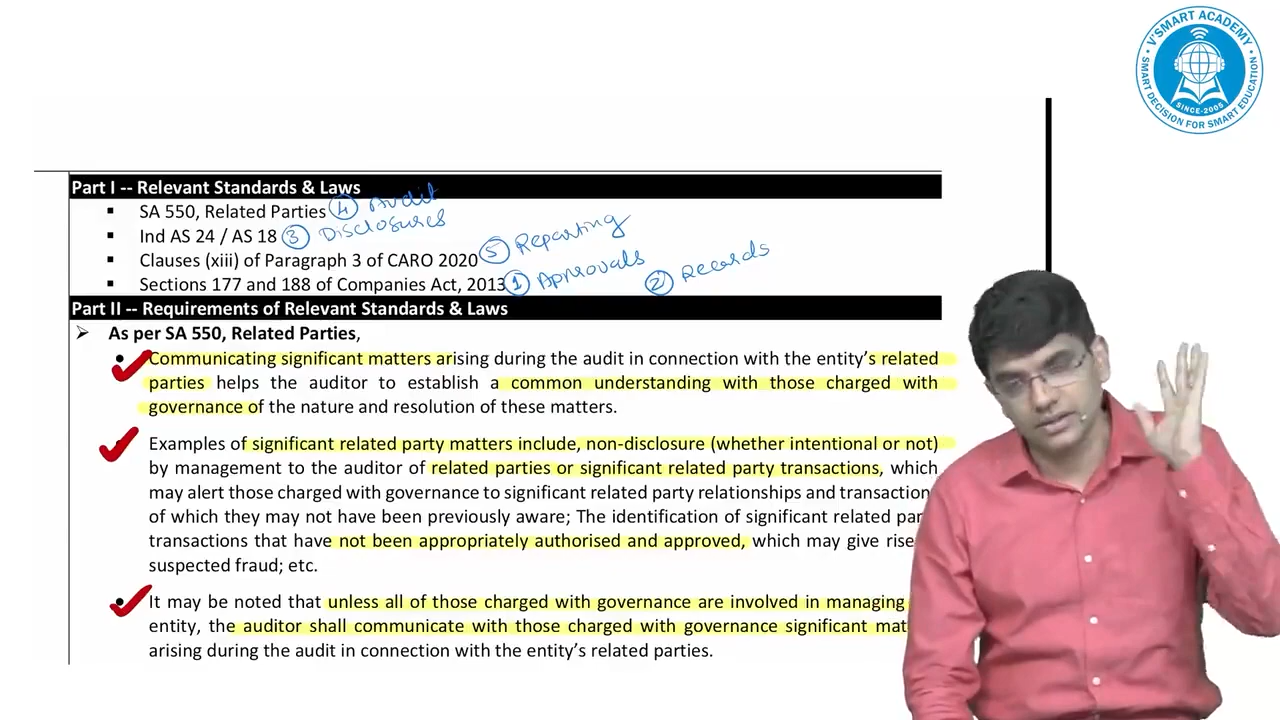 V'SMART ACADEMY
SINCE-2005
SMART DECISION FOR SMART EDUCATION
Part I -- Relevant Standards & Laws
▪ SA 550, Related Parties ④ Audit
▪ Ind AS 24 / AS 18 ③ Disclosures
▪ Clauses (xiii) of Paragraph 3 of CARO 2020 ⑤ Reporting
▪ Sections 177 and 188 of Companies Act, 2013 ① Approvals ② Records
Part II -- Requirements of Relevant Standards & Laws
➢ As per SA 550, Related Parties,
• Communicating significant matters arising during the audit in connection with the entity's related
parties helps the auditor to establish a common understanding with those charged with
governance of the nature and resolution of these matters.
Examples of significant related party matters include, non-disclosure (whether intentional or not)
by management to the auditor of related parties or significant related party transactions, which
may alert those charged with governance to significant related party relationships and transaction
of which they may not have been previously aware; The identification of significant related
transactions that have not been appropriately authorised and approved, which may give rise
suspected fraud; etc.
• It may be noted that unless all of those charged with governance are involved in managing
entity, the auditor shall communicate with those charged with governance significant
arising during the audit in connection with the entity's related parties.